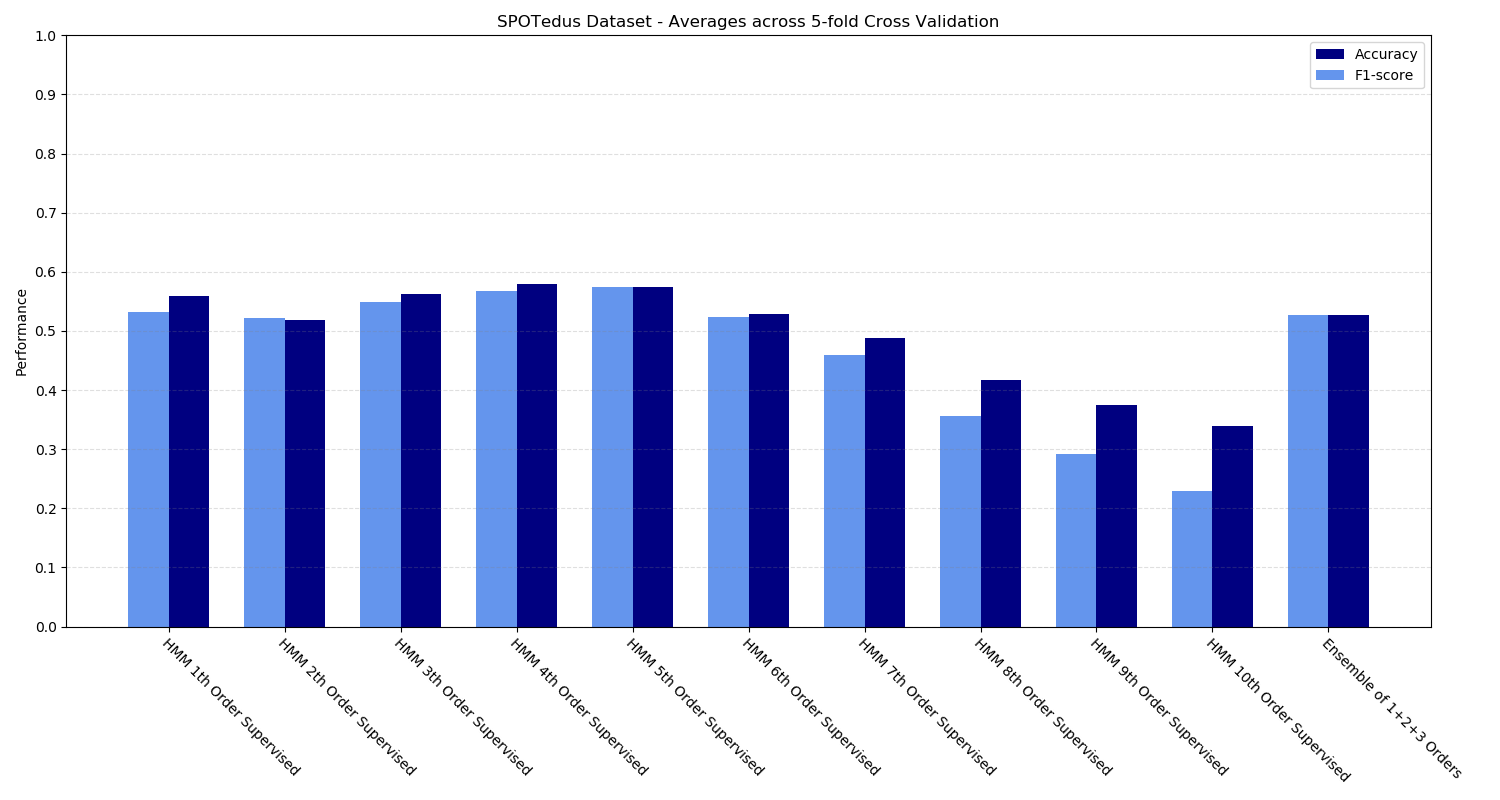 SPOTedus Dataset - Averages across 5-fold Cross Validation
Accuracy
F1-score
Performance
1.0
0.9
0.8
0.7
0.6
0.5
0.4
0.3
0.2
0.1
0.0
HMM 1th Order Supervised
HMM 2th Order Supervised
HMM 3th Order Supervised
HMM 4th Order Supervised
HMM 5th Order Supervised
HMM 6th Order Supervised
HMM 7th Order Supervised
HMM 8th Order Supervised
HMM 9th Order Supervised
HMM 10th Order Supervised
Ensemble of 1+2+3 Orders